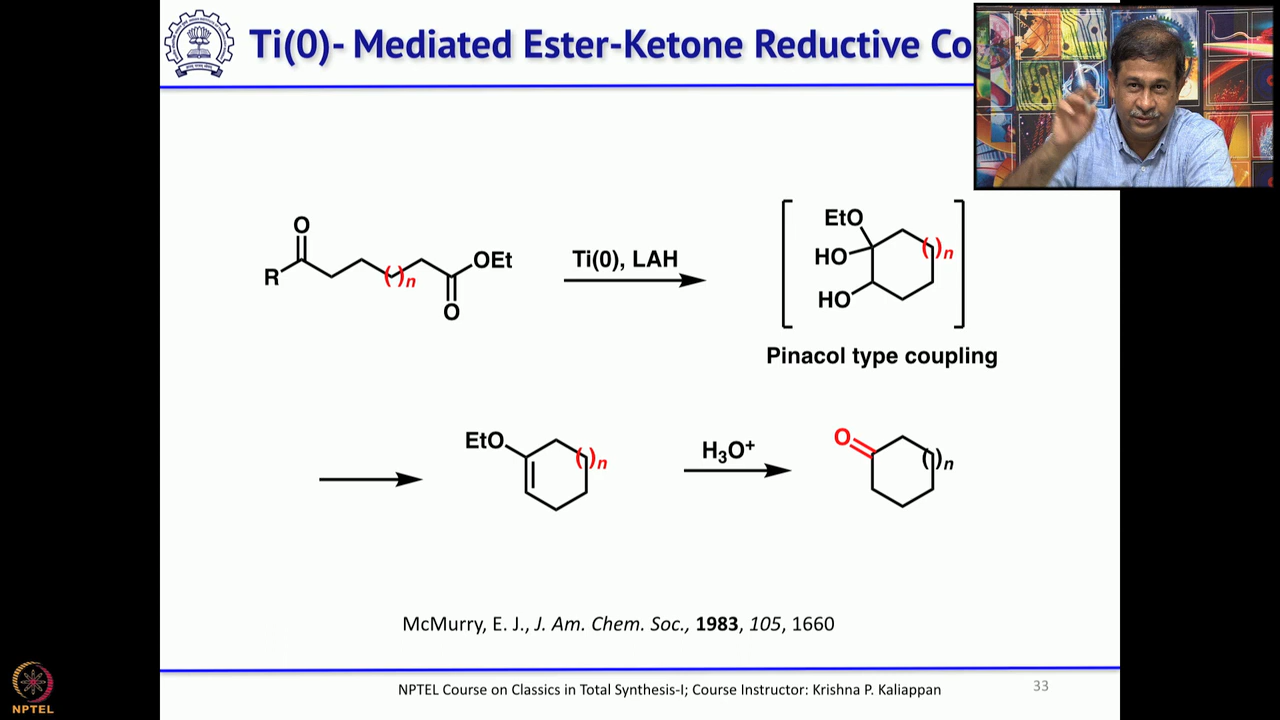 Ti(0)- Mediated Ester-Ketone Reductive Co
O
R
( )n
OEt
O
Ti(0), LAH
EtO
HO
HO
( )n
Pinacol type coupling
EtO
( )n
H₃O⁺
O
( )n
McMurry, E. J., J. Am. Chem. Soc., 1983, 105, 1660
NPTEL Course on Classics in Total Synthesis-I; Course Instructor: Krishna P. Kaliappan
33
NPTEL